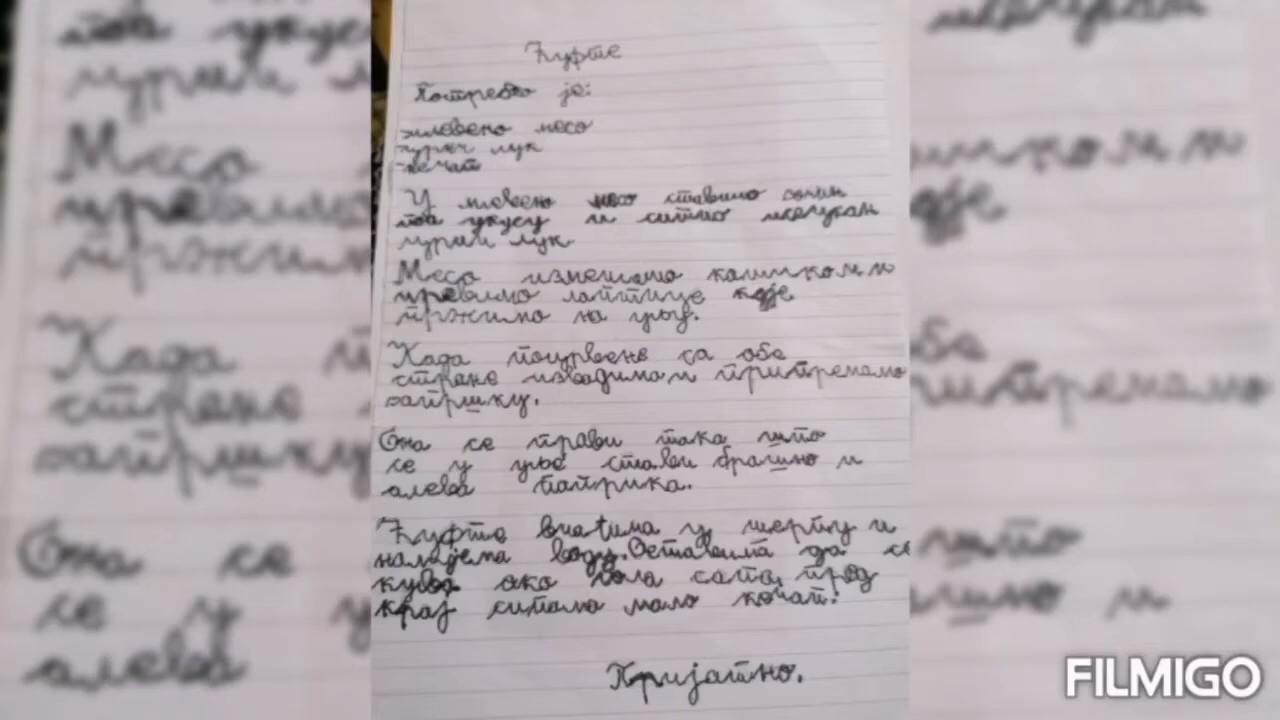 Ћуфте
Потребно је:
млевено месо
црни лук
кечап
У млевено месо ставимо зачин
по укусу и ситно исецкан
црни лук
Месо измешамо кашиком и
правимо лоптице које
пржимо на уљу.
Када поцрвене са обе
стране извадимо и припремамо
запршку.
Она се прави тако што
се у уље стави брашно и
алева паприка.
Ћуфте вратимо у шерпу и
налијемо воду. Оставимо да се
кува око пола сата, пред
крај сипамо мало кечап.
Пријатно.
FILMIGO